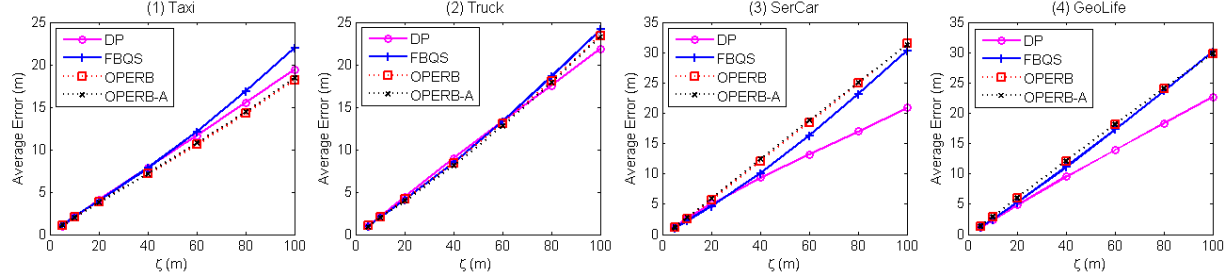 (1) Taxi
Average Error (m)
25
20
15
10
5
0
DP
FBQS
OPERB
OPERB-A
0 20 40 60 80 100
ζ (m)
(2) Truck
Average Error (m)
25
20
15
10
5
0
DP
FBQS
OPERB
OPERB-A
0 20 40 60 80 100
ζ (m)
(3) SerCar
Average Error (m)
35
30
25
20
15
10
5
0
DP
FBQS
OPERB
OPERB-A
0 20 40 60 80 100
ζ (m)
(4) GeoLife
Average Error (m)
35
30
25
20
15
10
5
0
DP
FBQS
OPERB
OPERB-A
0 20 40 60 80 100
ζ (m)